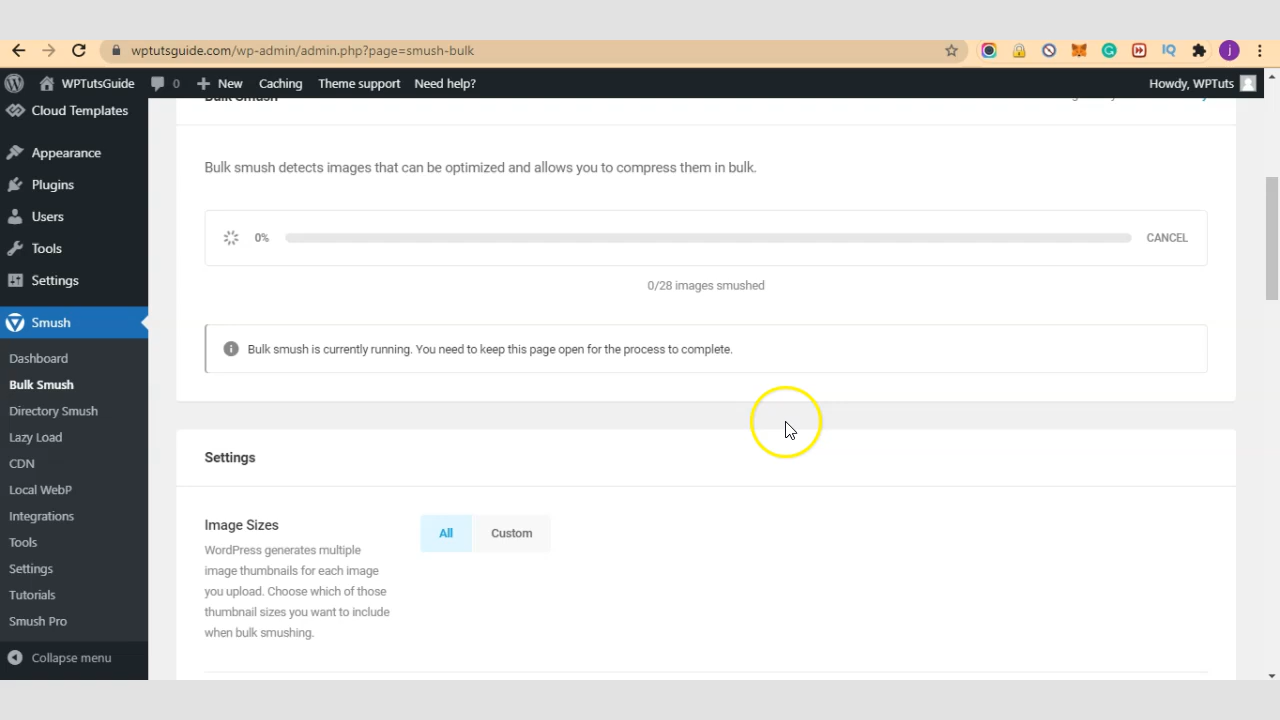 wptutsguide.com/wp-admin/admin.php?page=smush-bulk
WPTutsGuide 0 New Caching Theme support Need help? Howdy, WPTuts
Cloud Templates
Appearance
Plugins
Users
Tools
Settings
Smush
Dashboard
Bulk Smush
Directory Smush
Lazy Load
CDN
Local WebP
Integrations
Tools
Settings
Tutorials
Smush Pro
Collapse menu
Bulk Smush
Bulk smush detects images that can be optimized and allows you to compress them in bulk.
0% CANCEL
0/28 images smushed
Bulk smush is currently running. You need to keep this page open for the process to complete.
Settings
Image Sizes
WordPress generates multiple
image thumbnails for each image
you upload. Choose which of those
thumbnail sizes you want to include
when bulk smushing.
All Custom